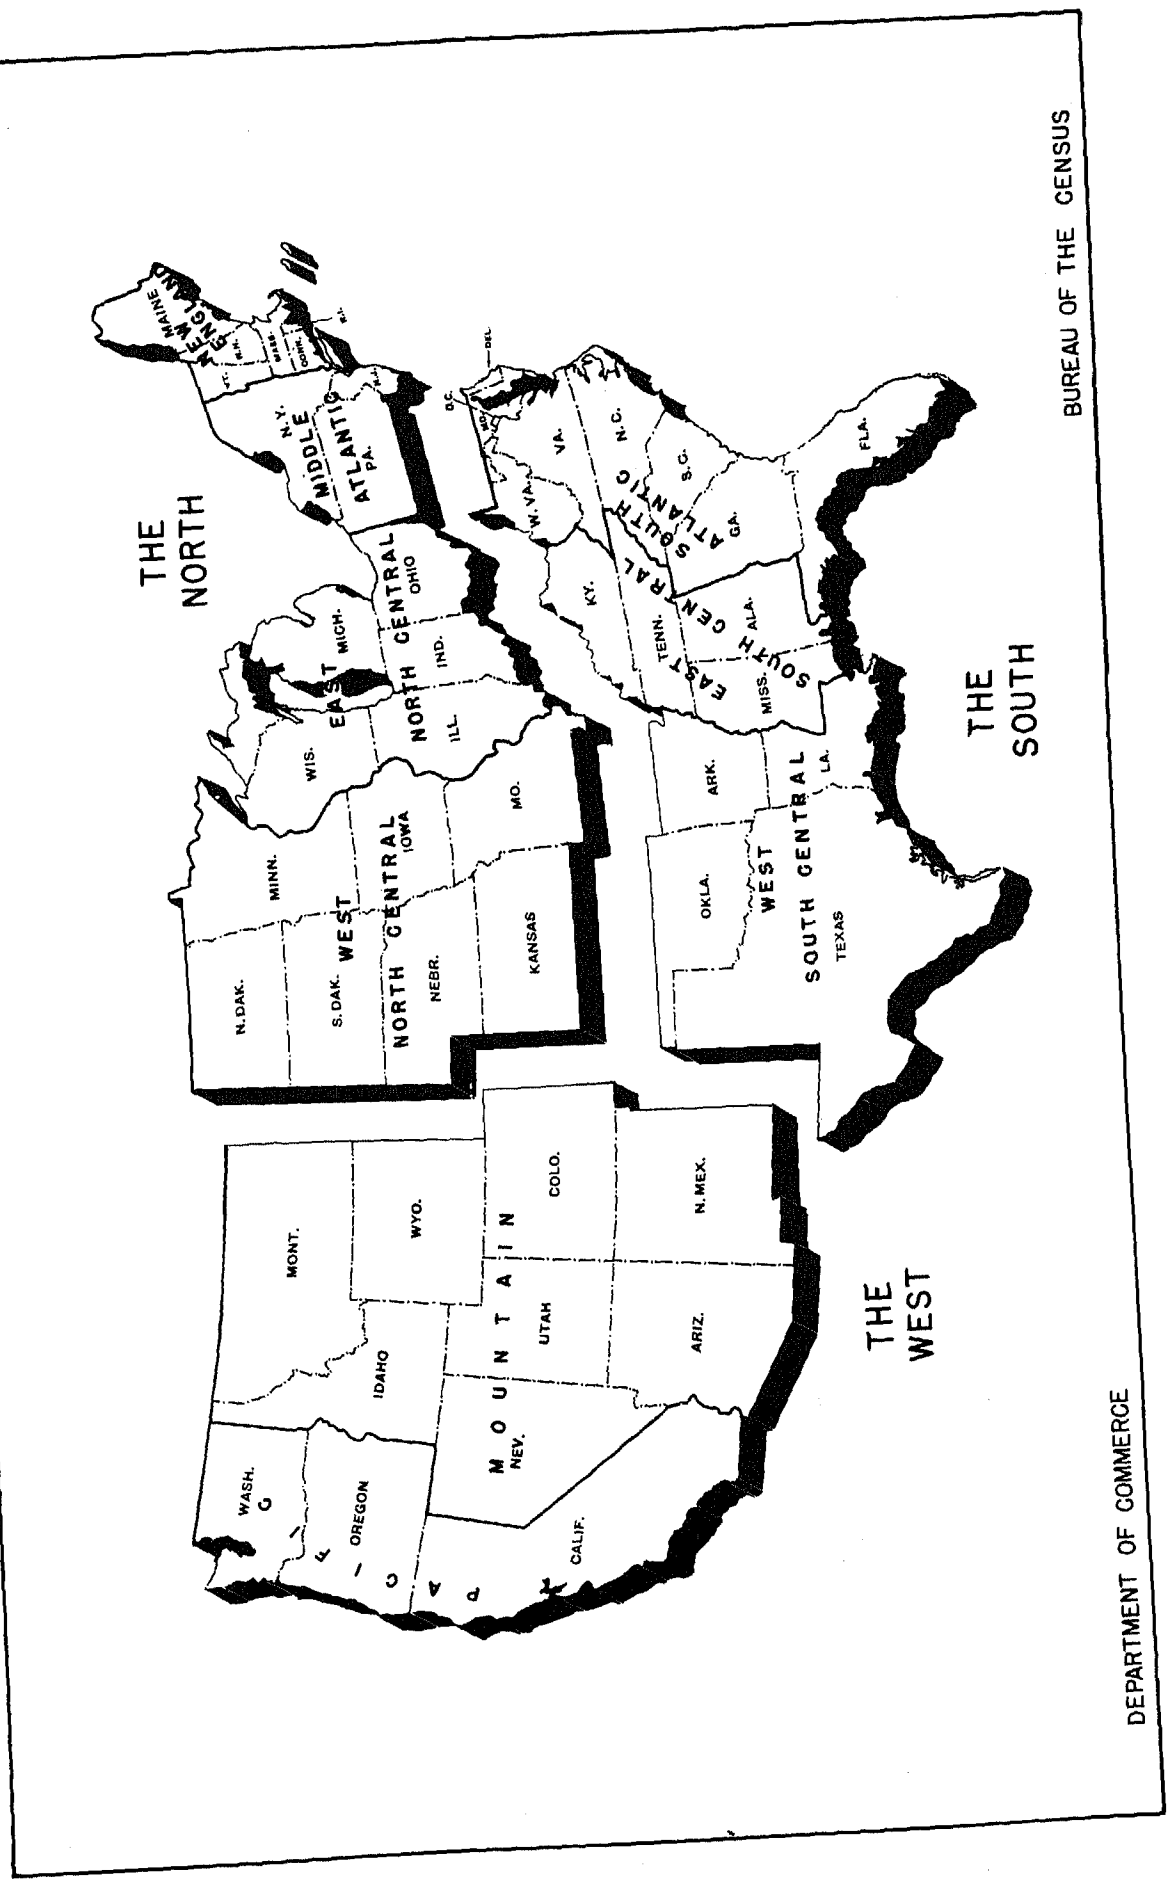 THE
NORTH
THE
WEST
THE
SOUTH
NEW
ENGLAND
MAINE
VT.
N.H.
MASS.
CONN.
R.I.
MIDDLE
ATLANTIC
N.Y.
N.J.
PA.
EAST
NORTH CENTRAL
MICH.
OHIO
IND.
ILL.
WIS.
WEST
NORTH CENTRAL
MINN.
IOWA
MO.
N. DAK.
S. DAK.
NEBR.
KANSAS
SOUTH
ATLANTIC
DEL.
D.C.
MD.
VA.
W. VA.
N.C.
S.C.
GA.
FLA.
EAST
SOUTH CENTRAL
KY.
TENN.
ALA.
MISS.
WEST
SOUTH CENTRAL
ARK.
LA.
OKLA.
TEXAS
MOUNTAIN
MONT.
WYO.
IDAHO
COLO.
UTAH
NEV.
N. MEX.
ARIZ.
PACIFIC
WASH.
OREGON
CALIF.
DEPARTMENT OF COMMERCE
BUREAU OF THE CENSUS